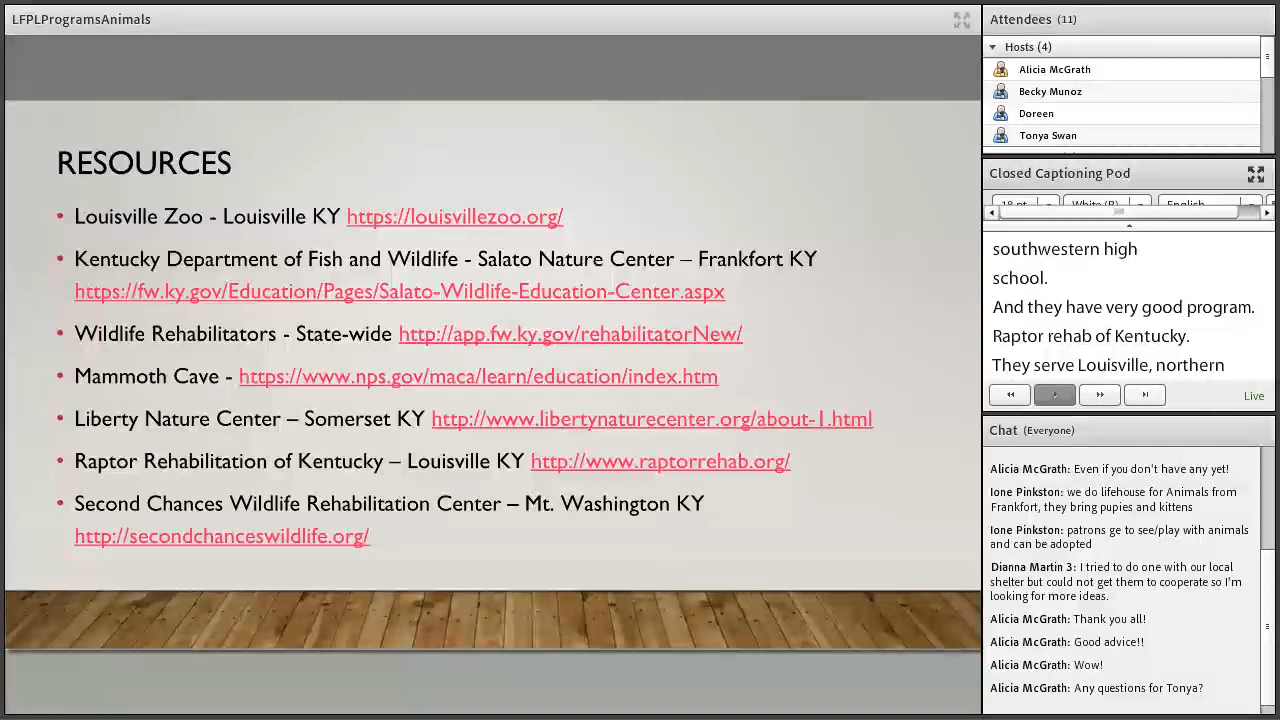 LFPLProgramsAnimals
RESOURCES
• Louisville Zoo - Louisville KY https://louisvillezoo.org/
• Kentucky Department of Fish and Wildlife - Salato Nature Center – Frankfort KY
https://fw.ky.gov/Education/Pages/Salato-Wildlife-Education-Center.aspx
• Wildlife Rehabilitators - State-wide http://app.fw.ky.gov/rehabilitatorNew/
• Mammoth Cave - https://www.nps.gov/maca/learn/education/index.htm
• Liberty Nature Center – Somerset KY http://www.libertynaturecenter.org/about-1.html
• Raptor Rehabilitation of Kentucky – Louisville KY http://www.raptorrehab.org/
• Second Chances Wildlife Rehabilitation Center – Mt. Washington KY
http://secondchanceswildlife.org/
Attendees (11)
Hosts (4)
Alicia McGrath
Becky Munoz
Doreen
Tonya Swan
Closed Captioning Pod
18 pt White (B) English
southwestern high
school.
And they have very good program.
Raptor rehab of Kentucky.
They serve Louisville, northern
Live
Chat (Everyone)
Alicia McGrath: Even if you don't have any yet!
Ione Pinkston: we do lifehouse for Animals from
Frankfort, they bring pupies and kittens
Ione Pinkston: patrons ge to see/play with animals
and can be adopted
Dianna Martin 3: I tried to do one with our local
shelter but could not get them to cooperate so I'm
looking for more ideas.
Alicia McGrath: Thank you all!
Alicia McGrath: Good advice!!
Alicia McGrath: Wow!
Alicia McGrath: Any questions for Tonya?